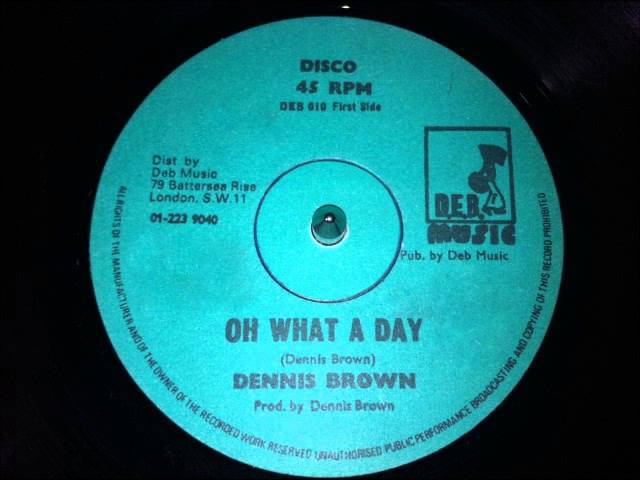 DISCO
45 RPM
DEB 010 First Side
Dist. by
Deb Music
79 Battersea Rise
London, S.W.11
01-223 9040
D.E.B.
MUSIC
Pub. by Deb Music
OH WHAT A DAY
(Dennis Brown)
DENNIS BROWN
Prod. by Dennis Brown
ALL RIGHTS OF THE MANUFACTURER AND OF THE OWNER OF THE RECORDED WORK RESERVED UNAUTHORISED PUBLIC PERFORMANCE BROADCASTING AND COPYING OF THIS RECORD PROHIBITED